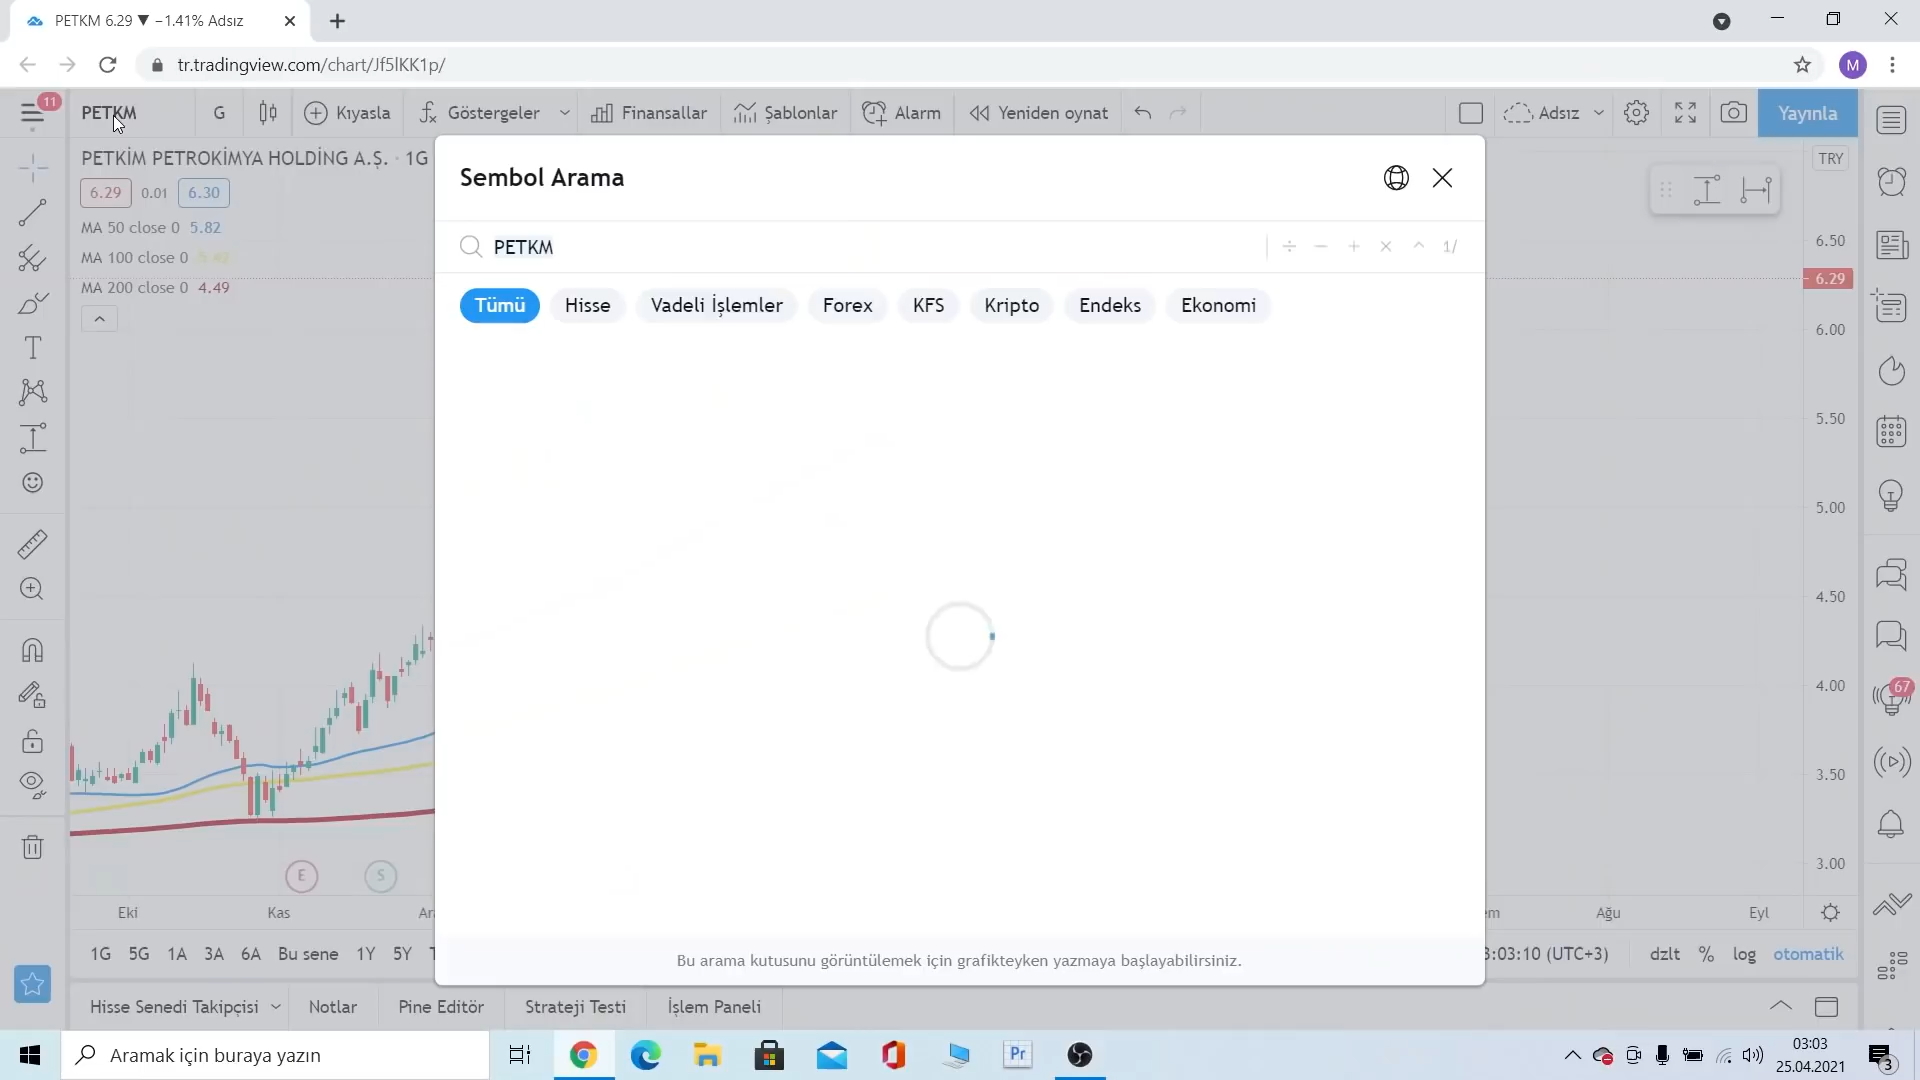 PETKM 6.29 ▼ −1.41% Adsız
tr.tradingview.com/chart/Jf5lKK1p/
M
11
PETKM
G
Kıyasla
Göstergeler
Finansallar
Şablonlar
Alarm
Yeniden oynat
Adsız
Yayınla
PETKİM PETROKİMYA HOLDİNG A.Ş. · 1G
6.29 0.01 6.30
MA 50 close 0 5.82
MA 100 close 0
MA 200 close 0 4.49
Sembol Arama
PETKM
÷ − + × ^ 1/
Tümü
Hisse
Vadeli İşlemler
Forex
KFS
Kripto
Endeks
Ekonomi
Bu arama kutusunu görüntülemek için grafikteyken yazmaya başlayabilirsiniz.
TRY
6.50
6.29
6.00
5.50
5.00
4.50
4.00
3.50
3.00
67
E
S
Eki
Kas
Ağu
Eyl
1G 5G 1A 3A 6A Bu sene 1Y 5Y
3:03:10 (UTC+3)
dzlt % log otomatik
Hisse Senedi Takipçisi
Notlar
Pine Editör
Strateji Testi
İşlem Paneli
Aramak için buraya yazın
Pr
03:03
25.04.2021
3